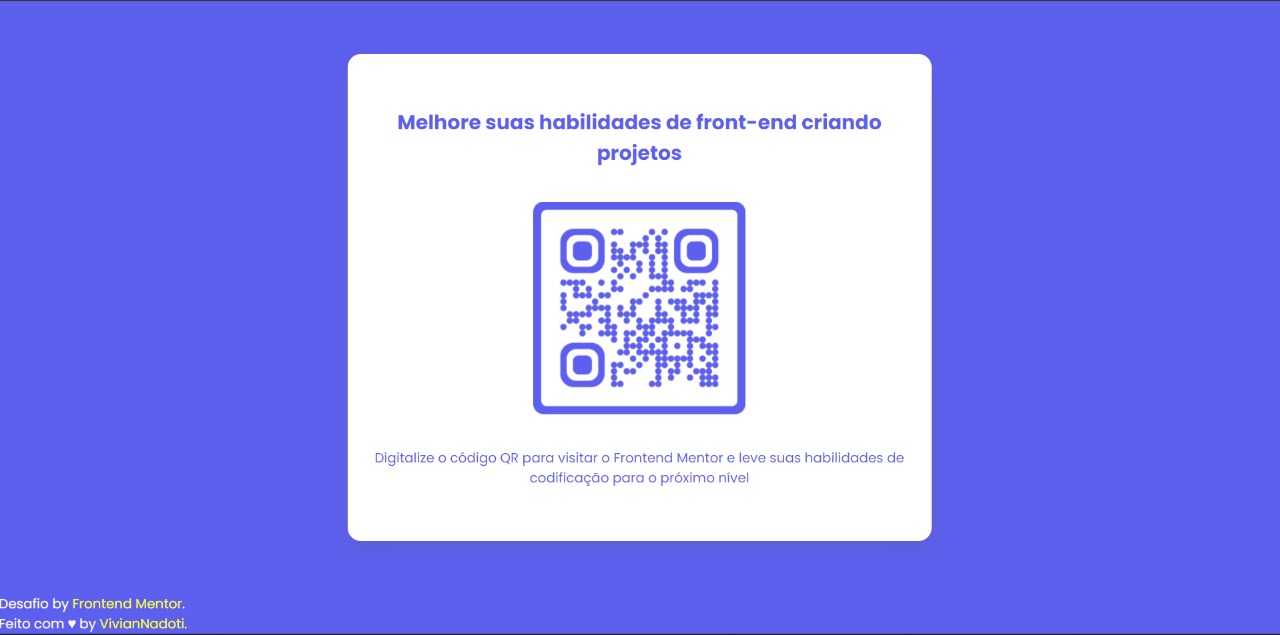 Melhore suas habilidades de front-end criando
projetos
Digitalize o código QR para visitar o Frontend Mentor e leve suas habilidades de
codificação para o próximo nível
Desafio by Frontend Mentor.
Feito com ♥ by VivianNadoti.